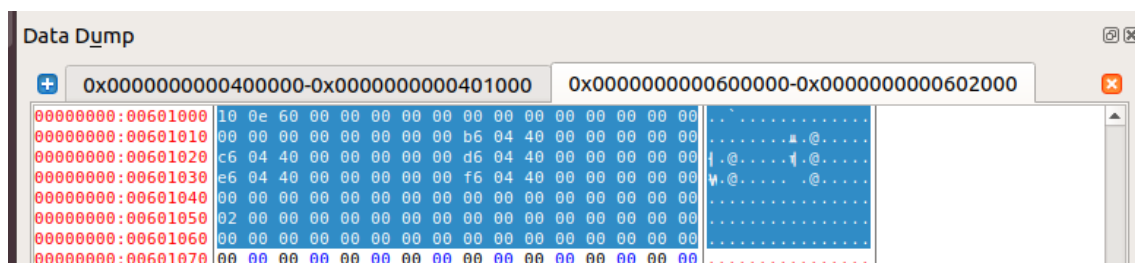 Data Dump
0x0000000000400000-0x0000000000401000 0x0000000000600000-0x0000000000602000
00000000:00601000 10 0e 60 00 00 00 00 00 00 00 00 00 00 00 00 00 ..`.............
00000000:00601010 00 00 00 00 00 00 00 00 b6 04 40 00 00 00 00 00
00000000:00601020 c6 04 40 00 00 00 00 00 d6 04 40 00 00 00 00 00
00000000:00601030 e6 04 40 00 00 00 00 00 f6 04 40 00 00 00 00 00
00000000:00601040 00 00 00 00 00 00 00 00 00 00 00 00 00 00 00 00 ................
00000000:00601050 02 00 00 00 00 00 00 00 00 00 00 00 00 00 00 00 ................
00000000:00601060 00 00 00 00 00 00 00 00 00 00 00 00 00 00 00 00 ................
00000000:00601070 00 00 00 00 00 00 00 00 00 00 00 00 00 00 00 00 ................